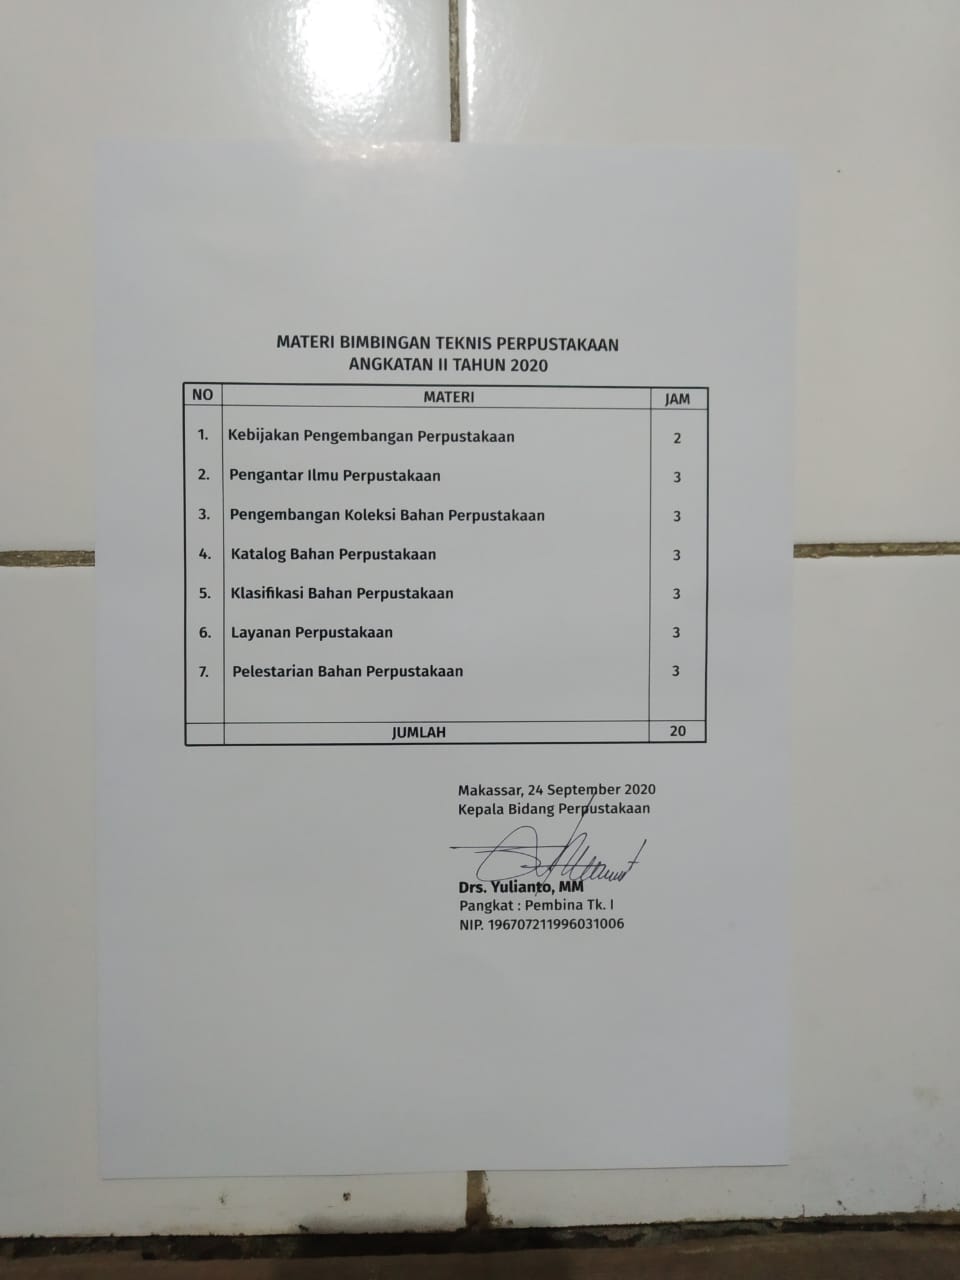 MATERI BIMBINGAN TEKNIS PERPUSTAKAAN
ANGKATAN II TAHUN 2020
NO MATERI JAM
1. Kebijakan Pengembangan Perpustakaan 2
2. Pengantar Ilmu Perpustakaan 3
3. Pengembangan Koleksi Bahan Perpustakaan 3
4. Katalog Bahan Perpustakaan 3
5. Klasifikasi Bahan Perpustakaan 3
6. Layanan Perpustakaan 3
7. Pelestarian Bahan Perpustakaan 3
JUMLAH 20
Makassar, 24 September 2020
Kepala Bidang Perpustakaan
Drs. Yulianto, MM
Pangkat : Pembina Tk. I
NIP. 196707211996031006